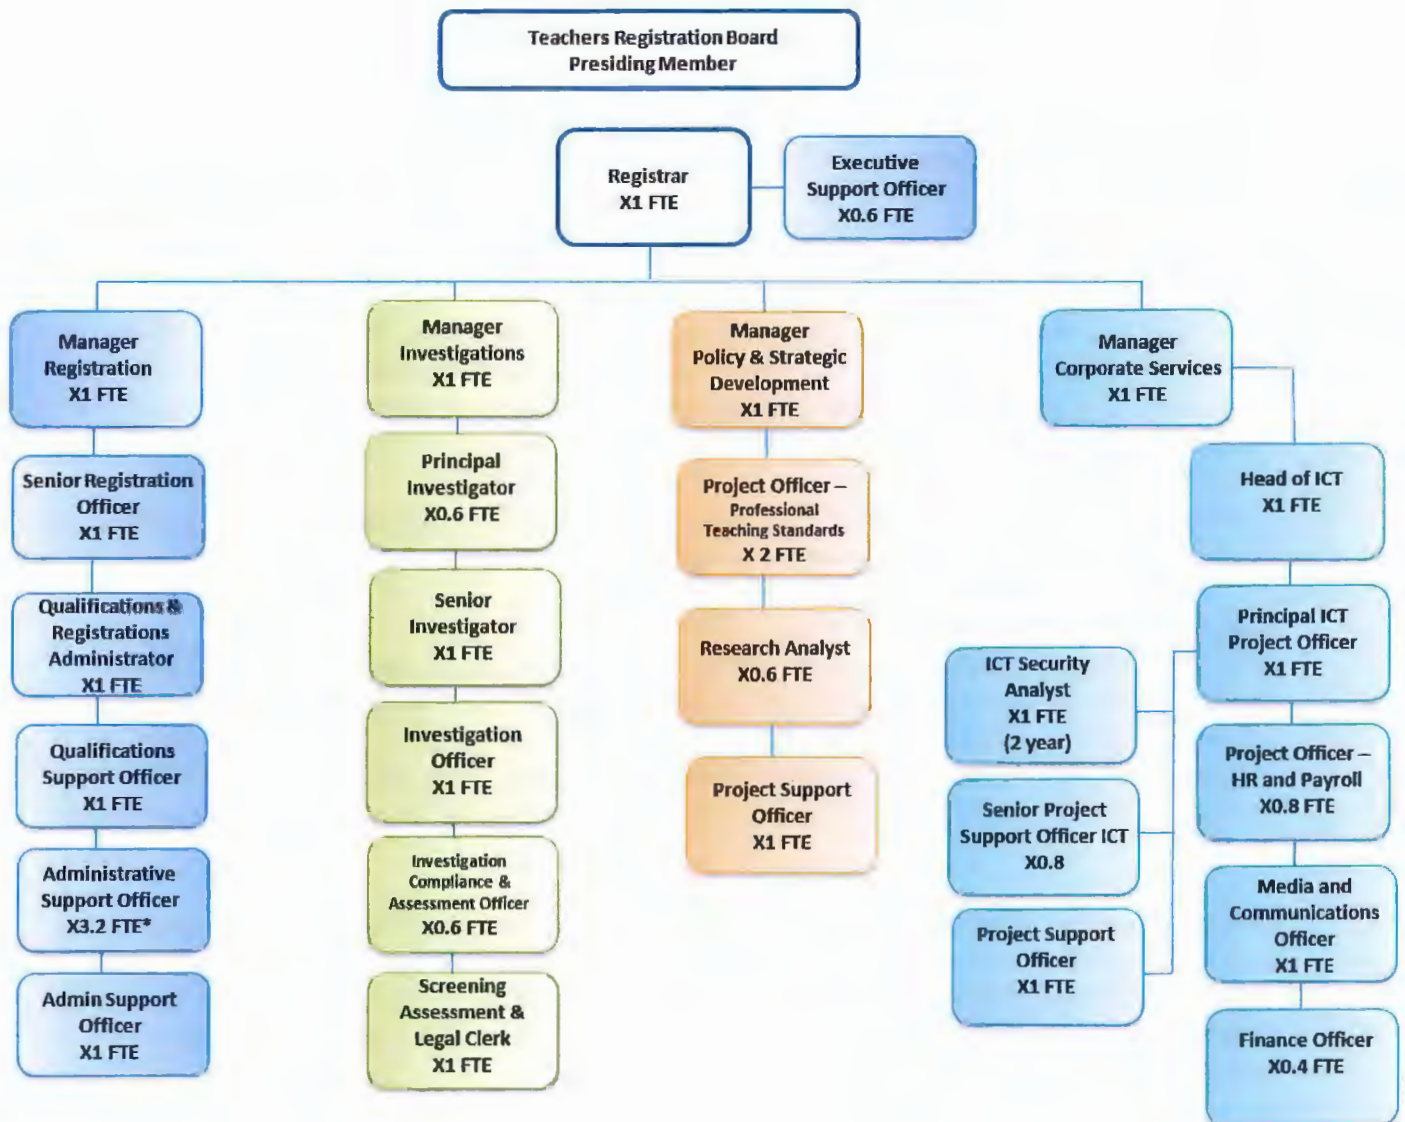 Teachers Registration Board
Presiding Member
Registrar
X1 FTE
Executive
Support Officer
X0.6 FTE
Manager
Registration
X1 FTE
Senior Registration
Officer
X1 FTE
Qualifications &
Registrations
Administrator
X1 FTE
Qualifications
Support Officer
X1 FTE
Administrative
Support Officer
X3.2 FTE*
Admin Support
Officer
X1 FTE
Manager
Investigations
X1 FTE
Principal
Investigator
X0.6 FTE
Senior
Investigator
X1 FTE
Investigation
Officer
X1 FTE
Investigation
Compliance &
Assessment Officer
X0.6 FTE
Screening
Assessment &
Legal Clerk
X1 FTE
Manager
Policy & Strategic
Development
X1 FTE
Project Officer –
Professional
Teaching Standards
X 2 FTE
Research Analyst
X0.6 FTE
Project Support
Officer
X1 FTE
Manager
Corporate Services
X1 FTE
Head of ICT
X1 FTE
Principal ICT
Project Officer
X1 FTE
ICT Security
Analyst
X1 FTE
(2 year)
Senior Project
Support Officer ICT
X0.8
Project Support
Officer
X1 FTE
Project Officer –
HR and Payroll
X0.8 FTE
Media and
Communications
Officer
X1 FTE
Finance Officer
X0.4 FTE